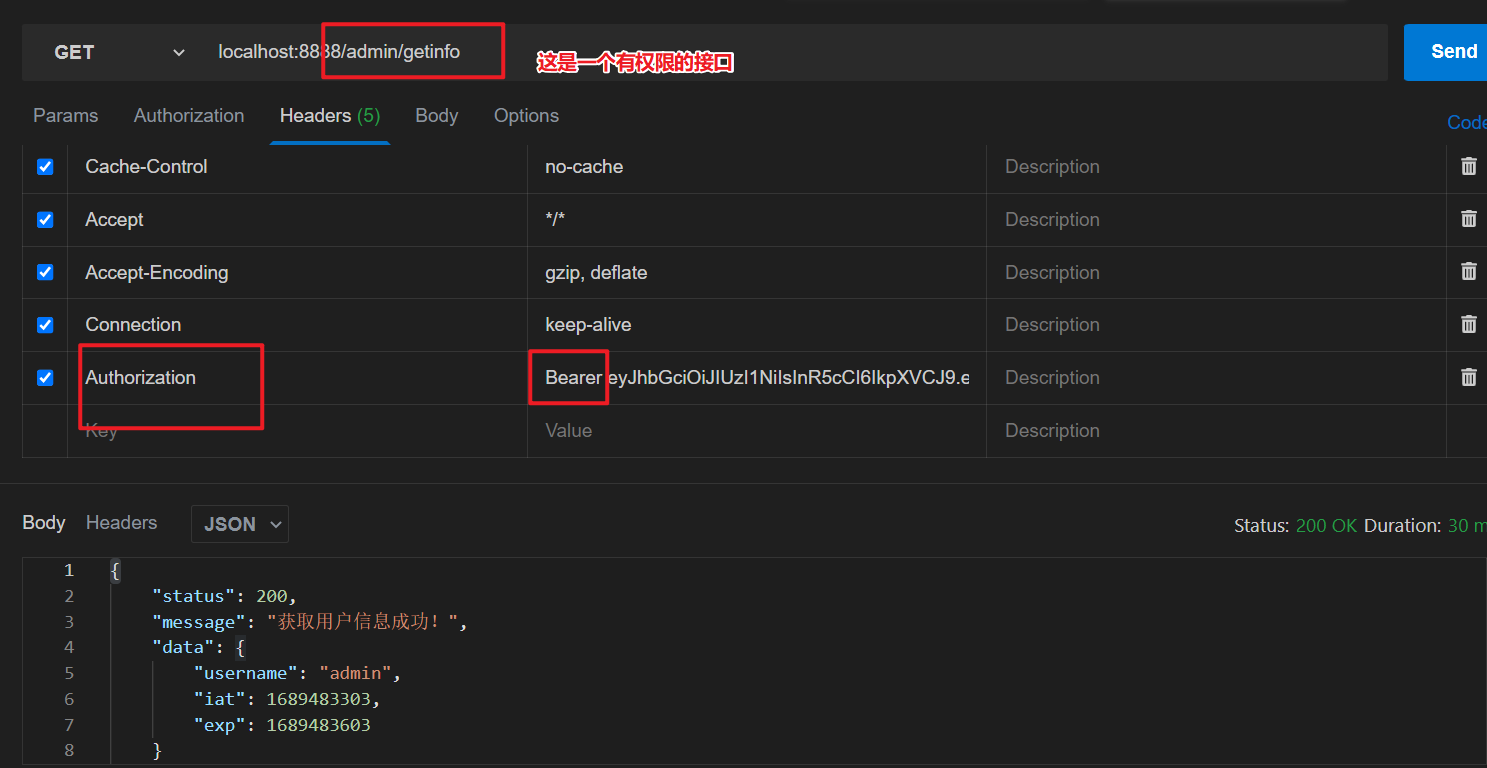 GET localhost:8888/admin/getinfo 这是一个有权限的接口 Send
Params Authorization Headers (5) Body Options
Code
Cache-Control no-cache Description
Accept */* Description
Accept-Encoding gzip, deflate Description
Connection keep-alive Description
Authorization Bearer eyJhbGciOiJIUzI1NiIsInR5cCI6IkpXVCJ9.e Description
Key Value Description
Body Headers JSON Status: 200 OK Duration: 30 m
1 {
2 "status": 200,
3 "message": "获取用户信息成功！",
4 "data": {
5 "username": "admin",
6 "iat": 1689483303,
7 "exp": 1689483603
8 }